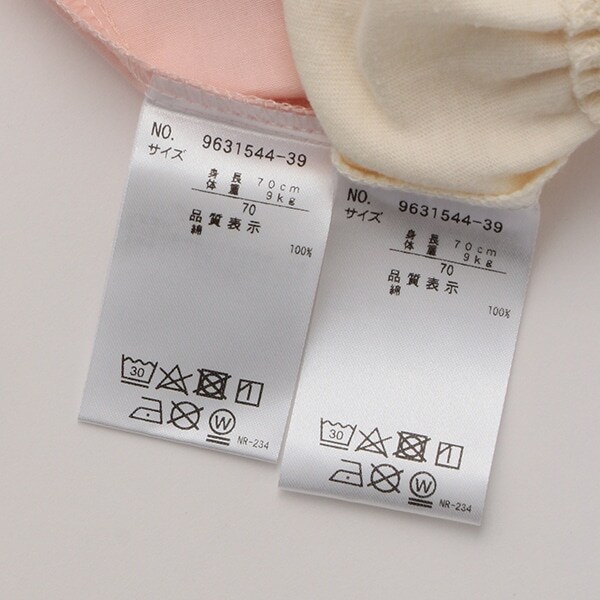 NO. 9631544-39
サイズ
身長 70cm
体重 9kg
70
品質表示
綿 100%
30
W
NR-234
NO. 9631544-39
サイズ
身長 70cm
体重 9kg
70
品質表示
綿 100%
30
W
NR-234